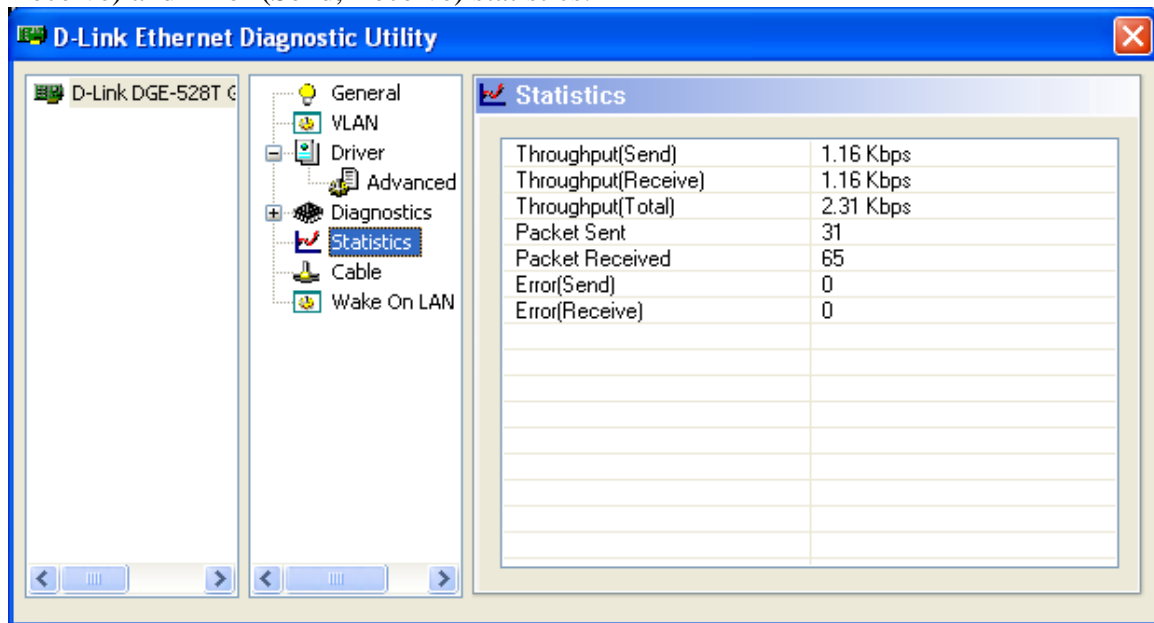 D-Link Ethernet Diagnostic Utility
D-Link DGE-528T G
General
VLAN
Driver
Advanced
Diagnostics
Statistics
Cable
Wake On LAN
Statistics
Throughput(Send) 1.16 Kbps
Throughput(Receive) 1.16 Kbps
Throughput(Total) 2.31 Kbps
Packet Sent 31
Packet Received 65
Error(Send) 0
Error(Receive) 0